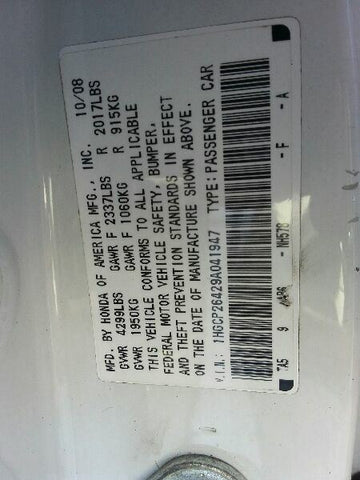 MFD. BY HONDA OF AMERICA MFG., INC. 10/08
GVWR 4299LBS GAWR F 2337LBS R 2017LBS
GVWR 1950KG GAWR F 1060KG R 915KG
THIS VEHICLE CONFORMS TO ALL APPLICABLE
FEDERAL MOTOR VEHICLE SAFETY, BUMPER,
AND THEFT PREVENTION STANDARDS IN EFFECT
ON THE DATE OF MANUFACTURE SHOWN ABOVE.
V.I.N.: 1HGCP26429A041947 TYPE:PASSENGER CAR
7A5 9 - F - A